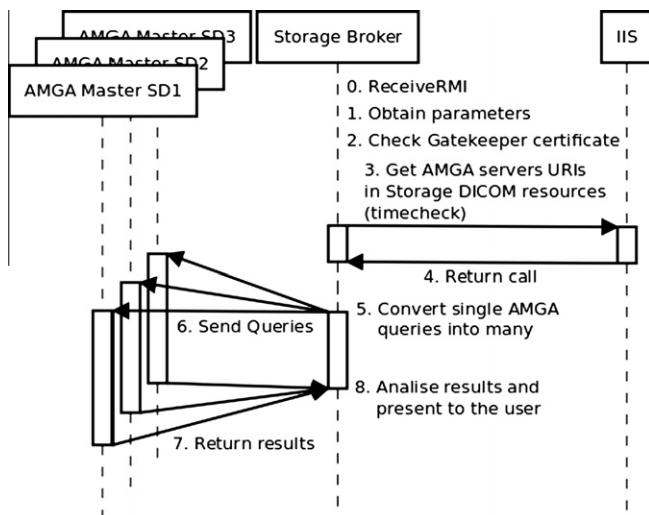 AMGA Master SD3
AMGA Master SD2
AMGA Master SD1
Storage Broker
IIS
0. ReceiveRMI
1. Obtain parameters
2. Check Gatekeeper certificate
3. Get AMGA servers URIs
in Storage DICOM resources
(timecheck)
4. Return call
5. Convert single AMGA
queries into many
6. Send Queries
8. Analise results and
present to the user
7. Return results